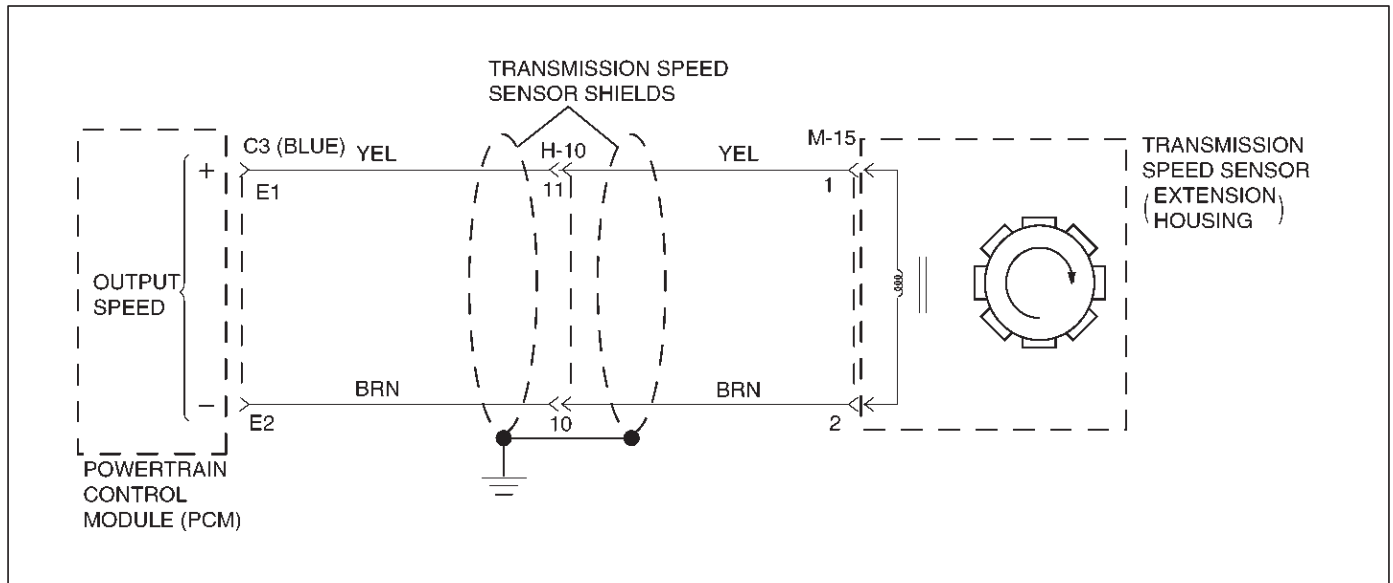 TRANSMISSION SPEED
SENSOR SHIELDS
C3 (BLUE)
YEL
H-10
YEL
M-15
TRANSMISSION
SPEED SENSOR
(EXTENSION
HOUSING)
+
E1
11
1
OUTPUT
SPEED
BRN
BRN
−
E2
10
2
POWERTRAIN
CONTROL
MODULE (PCM)